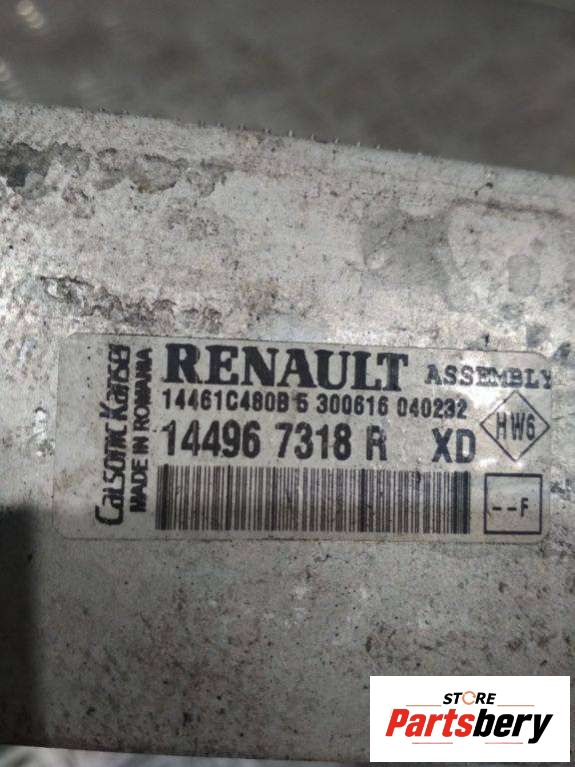 RENAULT ASSEMBLY
14461C480B 5 300616 040232
14496 7318 R XD
HW6
--F
Calsonic Kansei
MADE IN ROMANIA
STORE
Partsbery